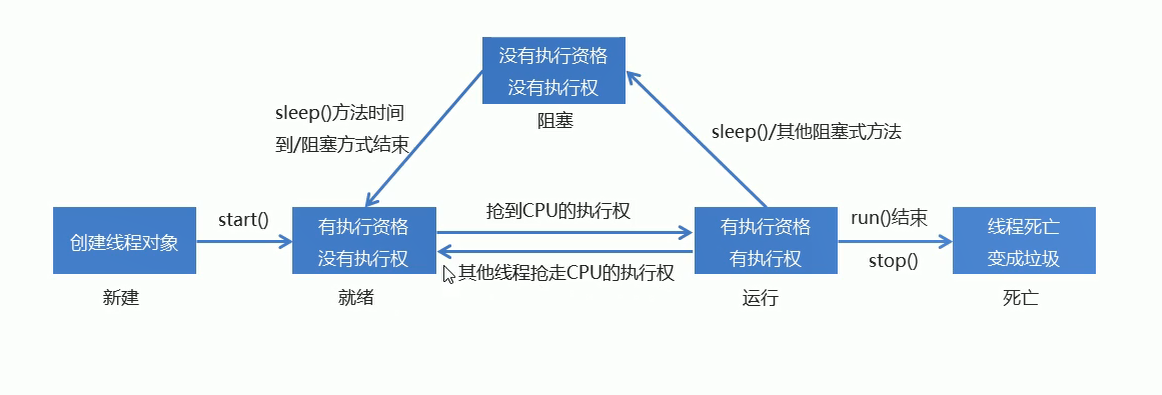 没有执行资格
没有执行权
阻塞
sleep()方法时间
到/阻塞方式结束
sleep()/其他阻塞式方法
创建线程对象
新建
start()
有执行资格
没有执行权
就绪
抢到CPU的执行权
其他线程抢走CPU的执行权
有执行资格
有执行权
运行
run()结束
stop()
线程死亡
变成垃圾
死亡